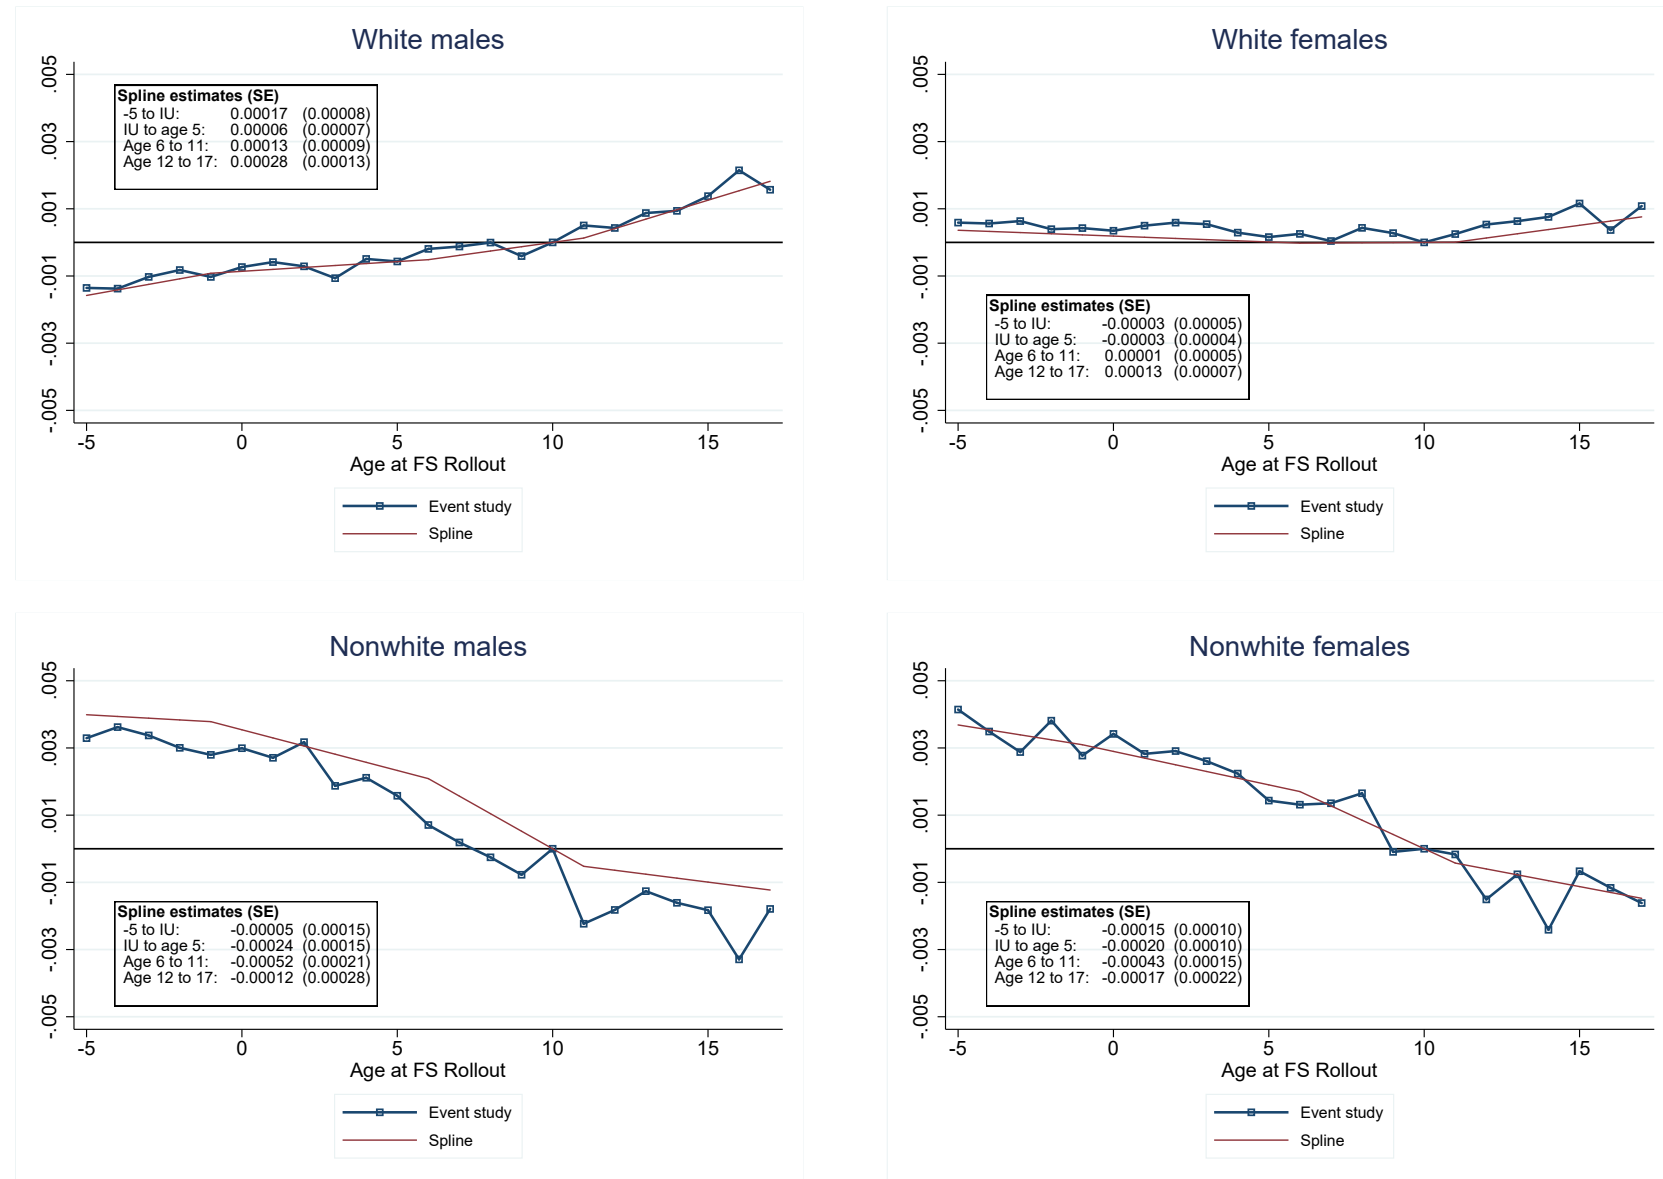 White males
.005
.003
.001
-.001
-.003
-.005
Spline estimates (SE)
-5 to IU: 0.00017 (0.00008)
IU to age 5: 0.00006 (0.00007)
Age 6 to 11: 0.00013 (0.00009)
Age 12 to 17: 0.00028 (0.00013)
-5 0 5 10 15
Age at FS Rollout
Event study
Spline
White females
.005
.003
.001
-.001
-.003
-.005
Spline estimates (SE)
-5 to IU: -0.00003 (0.00005)
IU to age 5: -0.00003 (0.00004)
Age 6 to 11: 0.00001 (0.00005)
Age 12 to 17: 0.00013 (0.00007)
-5 0 5 10 15
Age at FS Rollout
Event study
Spline
Nonwhite males
.005
.003
.001
-.001
-.003
-.005
Spline estimates (SE)
-5 to IU: -0.00005 (0.00015)
IU to age 5: -0.00024 (0.00015)
Age 6 to 11: -0.00052 (0.00021)
Age 12 to 17: -0.00012 (0.00028)
-5 0 5 10 15
Age at FS Rollout
Event study
Spline
Nonwhite females
.005
.003
.001
-.001
-.003
-.005
Spline estimates (SE)
-5 to IU: -0.00015 (0.00010)
IU to age 5: -0.00020 (0.00010)
Age 6 to 11: -0.00043 (0.00015)
Age 12 to 17: -0.00017 (0.00022)
-5 0 5 10 15
Age at FS Rollout
Event study
Spline